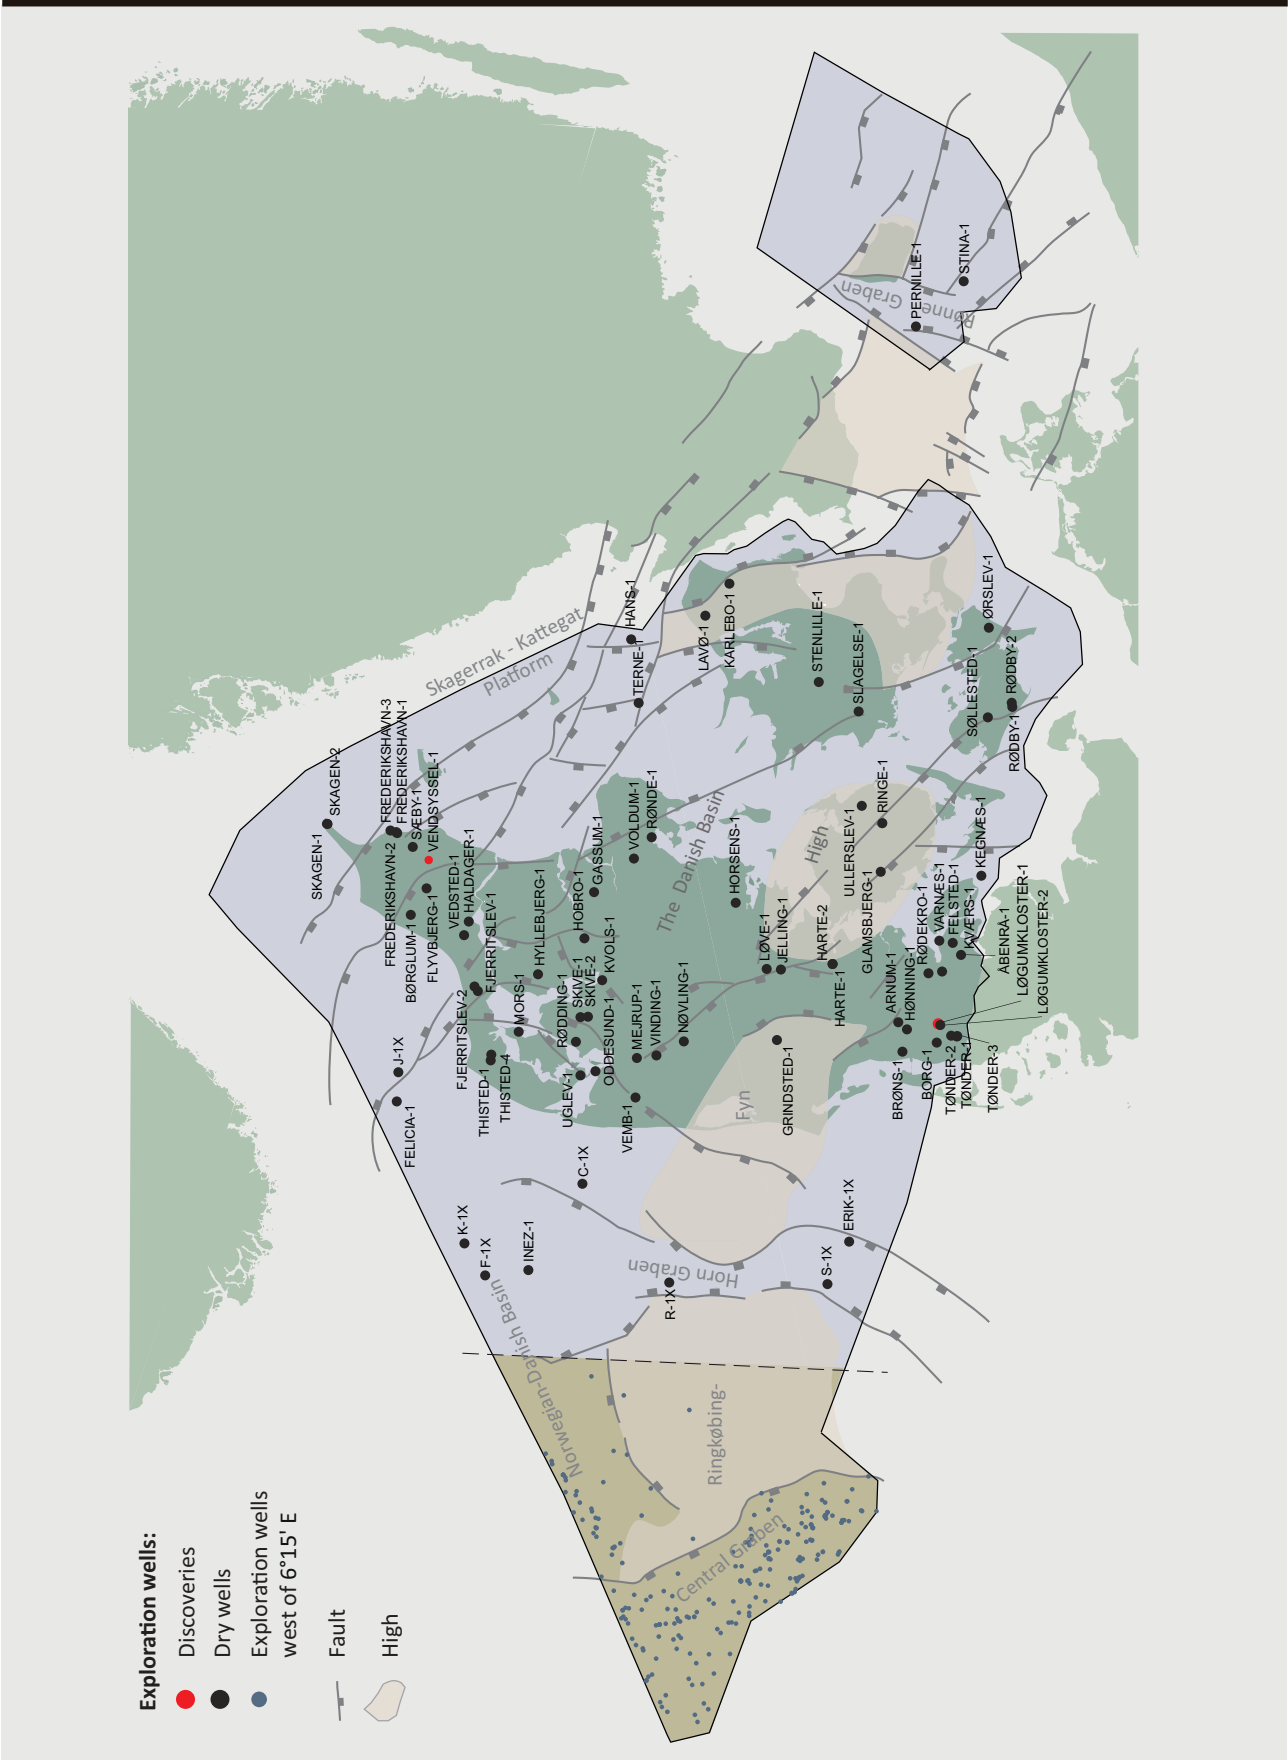 Exploration wells:
Discoveries
Dry wells
Exploration wells
west of 6°15' E
Fault
High
SKAGEN-2
SKAGEN-1
FREDERIKSHAVN-3
FREDERIKSHAVN-1
SÆBY-1
VENDSYSSEL-1
FREDERIKSHAVN-2
BØRGLUM-1
FLYVBJERG-1
VEDSTED-1
HALDAGER-1
FJERRITSLEV-1
FJERRITSLEV-2
J-1X
FELICIA-1
THISTED-1
THISTED-4
MORS-1
HYLLEBJERG-1
HOBRO-1
GASSUM-1
VOLDUM-1
RØNDE-1
RØDDING-1
SKIVE-1
SKIVE-2
KVOLS-1
UGLEV-1
ODDESUND-1
MEJRUP-1
VINDING-1
NØVLING-1
VEMB-1
C-1X
K-1X
F-1X
INEZ-1
R-1X
S-1X
ERIK-1X
HANS-1
TERNE-1
LAVØ-1
KARLEBO-1
STENLILLE-1
SLAGELSE-1
HORSENS-1
LØVE-1
JELLING-1
HARTE-2
HARTE-1
GRINDSTED-1
RINGE-1
ULLERSLEV-1
GLAMSBJERG-1
ARNUM-1
HØNNING-1
RØDEKRO-1
VARNÆS-1
FELSTED-1
KVÆRS-1
KEGNÆS-1
ÅBENRÅ-1
LØGUMKLOSTER-1
LØGUMKLOSTER-2
BRØNS-1
BORG-1
TØNDER-2
TØNDER-1
TØNDER-3
SØLLESTED-1
ØRSLEV-1
RØDBY-2
RØDBY-1
PERNILLE-1
STINA-1
Skagerrak - Kattegat
Platform
The Danish Basin
Norwegian-Danish Basin
Horn Graben
Central Graben
Ringkøbing-
Fyn
High
Rønne Graben